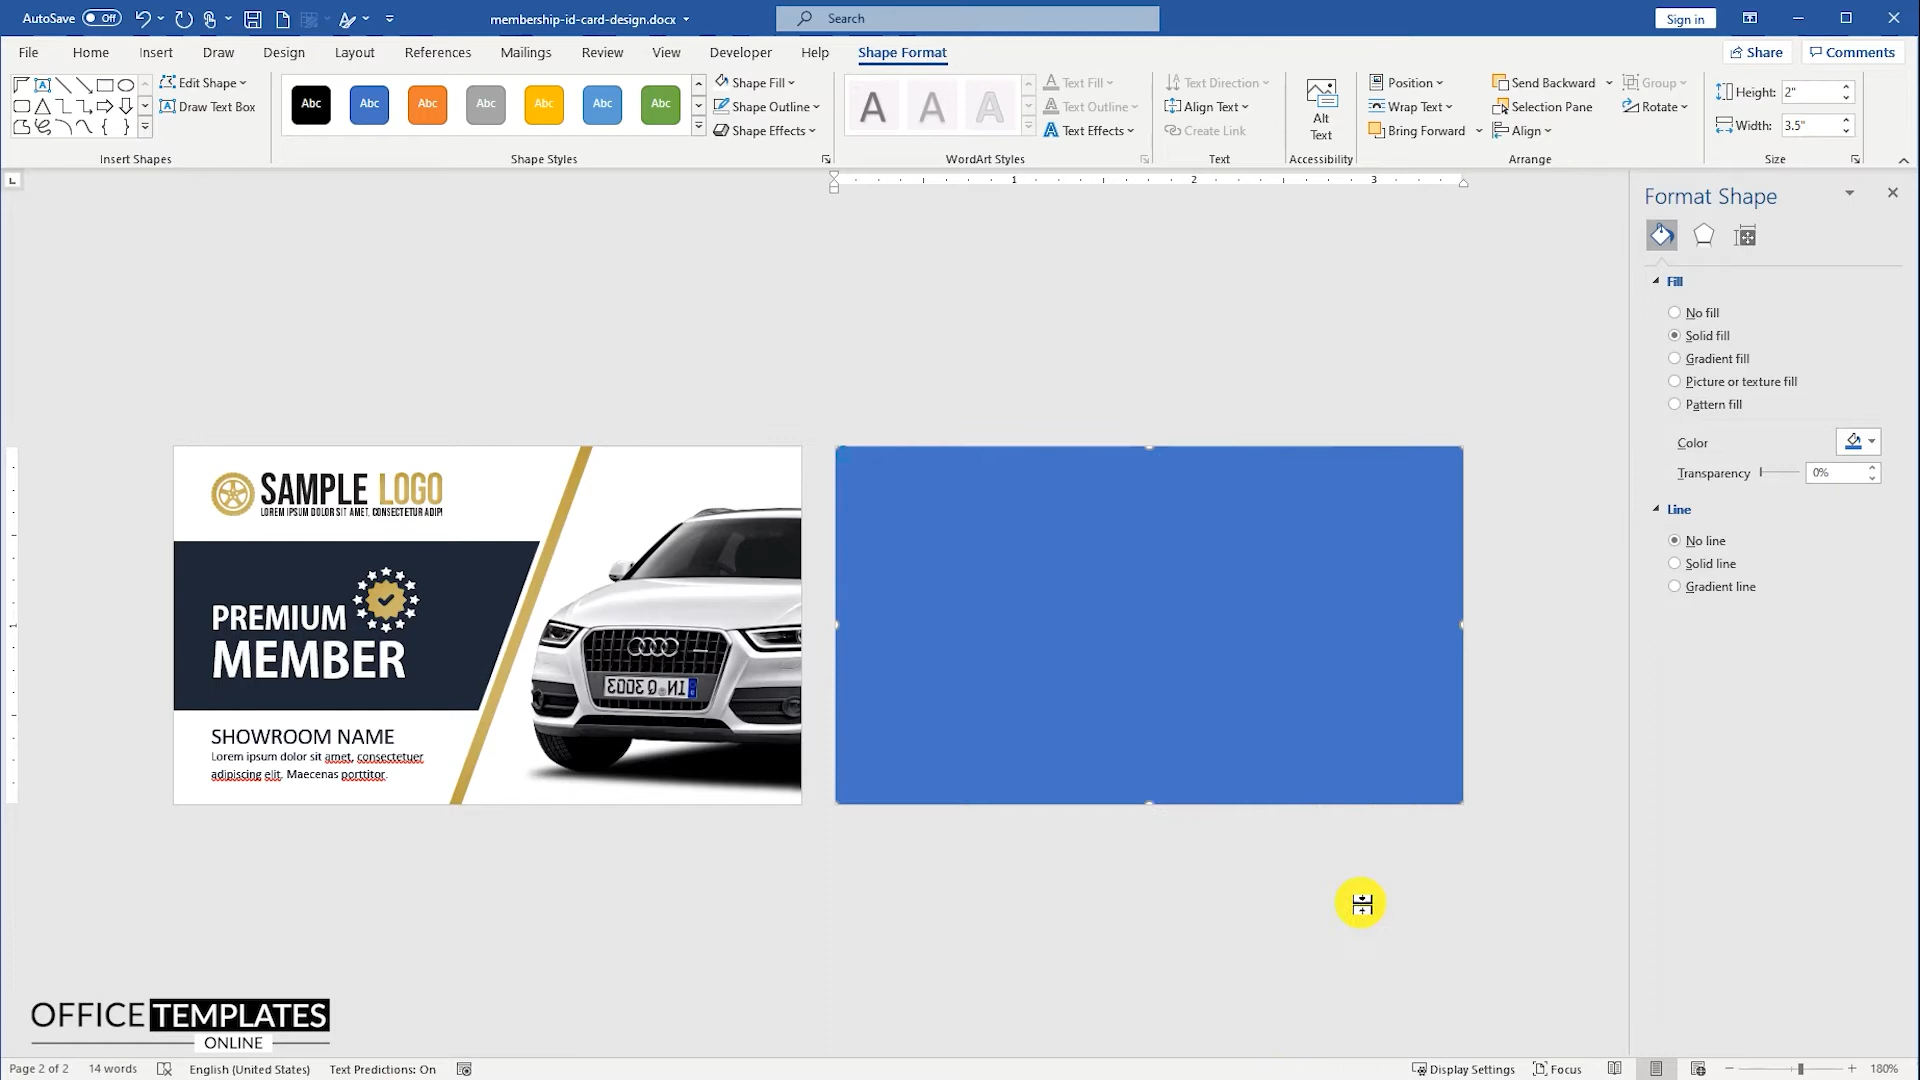 AutoSave Off
membership-id-card-design.docx
Search
Sign in
File Home Insert Draw Design Layout References Mailings Review View Developer Help Shape Format
Share Comments
Edit Shape
Draw Text Box
Insert Shapes
Abc Abc Abc Abc Abc Abc Abc
Shape Fill
Shape Outline
Shape Effects
Shape Styles
A A A
Text Fill
Text Outline
Text Effects
WordArt Styles
Text Direction
Align Text
Create Link
Text
Alt
Text
Accessibility
Position
Wrap Text
Bring Forward
Send Backward
Selection Pane
Align
Group
Rotate
Arrange
Height: 2"
Width: 3.5"
Size
1 2 3
1
Format Shape
Fill
No fill
Solid fill
Gradient fill
Picture or texture fill
Pattern fill
Color
Transparency 0%
Line
No line
Solid line
Gradient line
SAMPLE LOGO
LOREM IPSUM DOLOR SIT AMET, CONSECTETUR ADIPI
PREMIUM
MEMBER
SHOWROOM NAME
Lorem ipsum dolor sit amet, consectetuer
adipiscing elit. Maecenas porttitor.
IN Q 3003
OFFICE TEMPLATES
ONLINE
Page 2 of 2 14 words English (United States) Text Predictions: On
Display Settings Focus 180%